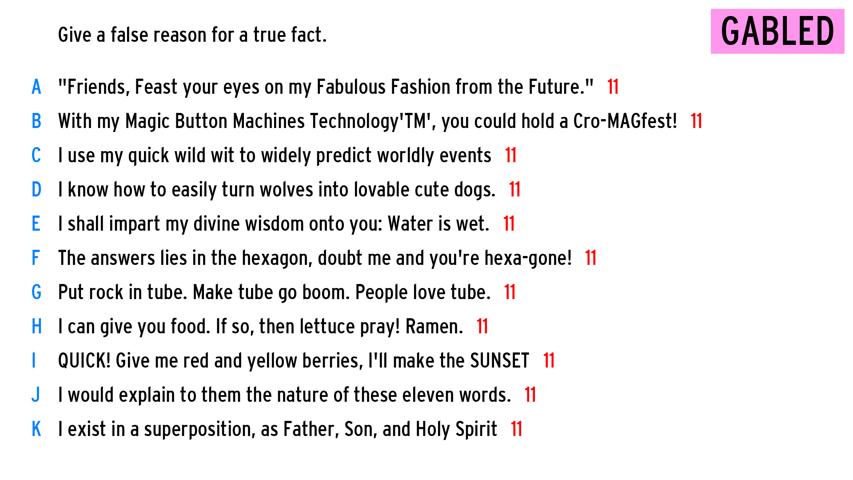 Give a false reason for a true fact.
GABLED
A "Friends, Feast your eyes on my Fabulous Fashion from the Future." 11
B With my Magic Button Machines Technology'TM', you could hold a Cro-MAGfest! 11
C I use my quick wild wit to widely predict worldly events 11
D I know how to easily turn wolves into lovable cute dogs. 11
E I shall impart my divine wisdom onto you: Water is wet. 11
F The answers lies in the hexagon, doubt me and you're hexa-gone! 11
G Put rock in tube. Make tube go boom. People love tube. 11
H I can give you food. If so, then lettuce pray! Ramen. 11
I QUICK! Give me red and yellow berries, I'll make the SUNSET 11
J I would explain to them the nature of these eleven words. 11
K I exist in a superposition, as Father, Son, and Holy Spirit 11